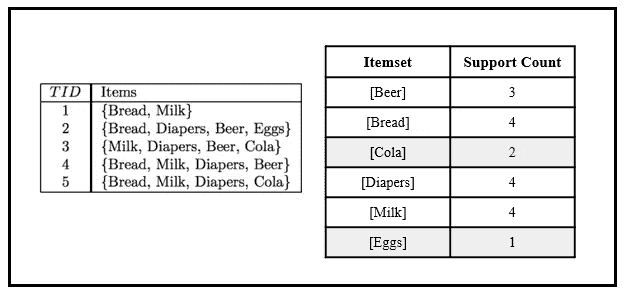 TID Items
1 {Bread, Milk}
2 {Bread, Diapers, Beer, Eggs}
3 {Milk, Diapers, Beer, Cola}
4 {Bread, Milk, Diapers, Beer}
5 {Bread, Milk, Diapers, Cola}
Itemset Support Count
[Beer] 3
[Bread] 4
[Cola] 2
[Diapers] 4
[Milk] 4
[Eggs] 1